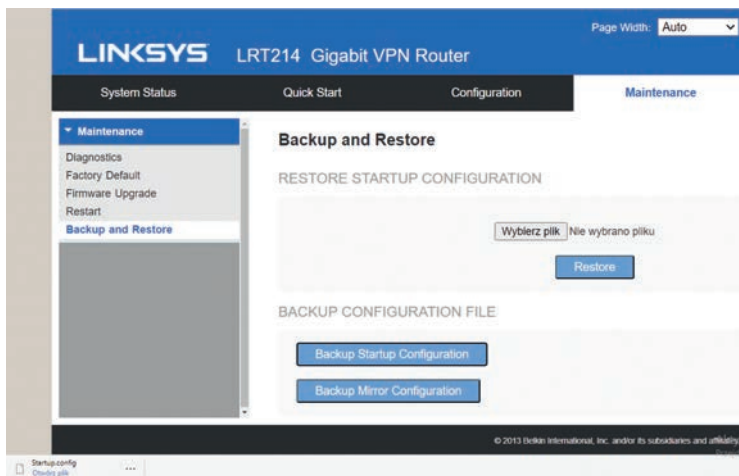 Page Width: Auto
LINKSYS LRT214 Gigabit VPN Router
System Status Quick Start Configuration Maintenance
Maintenance
Diagnostics
Factory Default
Firmware Upgrade
Restart
Backup and Restore
Backup and Restore
RESTORE STARTUP CONFIGURATION
Wybierz plik Nie wybrano pliku
Restore
BACKUP CONFIGURATION FILE
Backup Startup Configuration
Backup Mirror Configuration
© 2013 Belkin International, Inc. and/or its subsidiaries and
Startup.config
Otwórz plik
...